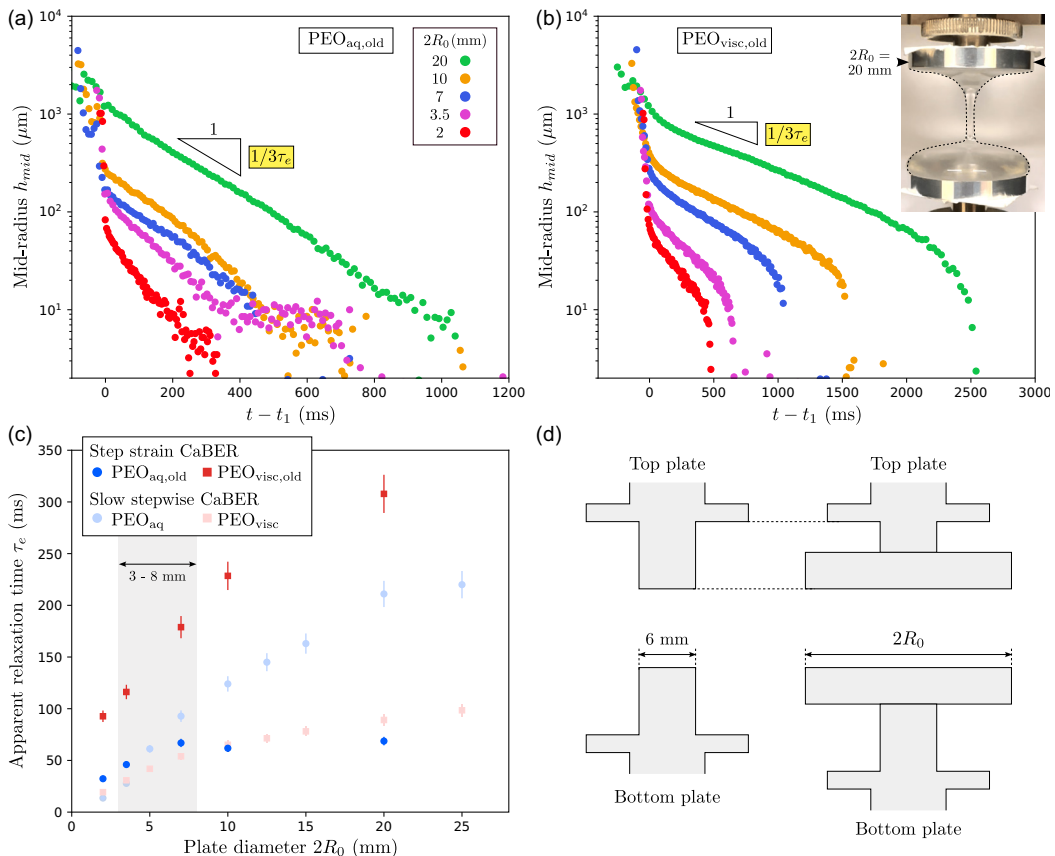 (a)
PEO_aq,old
2R_0(mm)
20
10
7
3.5
2
1
1/3τ_e
Mid-radius h_mid (μm)
10^3
10^2
10^1
0
200
400
600
800
1000
1200
t − t_1 (ms)
(b)
PEO_visc,old
2R_0 =
20 mm
1
1/3τ_e
Mid-radius h_mid (μm)
10^3
10^2
10^1
0
500
1000
1500
2000
2500
3000
t − t_1 (ms)
(c)
Step strain CaBER
PEO_aq,old
PEO_visc,old
Slow stepwise CaBER
PEO_aq
PEO_visc
3 - 8 mm
Apparent relaxation time τ_e (ms)
350
300
250
200
150
100
50
0
0
5
10
15
20
25
Plate diameter 2R_0 (mm)
(d)
Top plate
Top plate
6 mm
2R_0
Bottom plate
Bottom plate